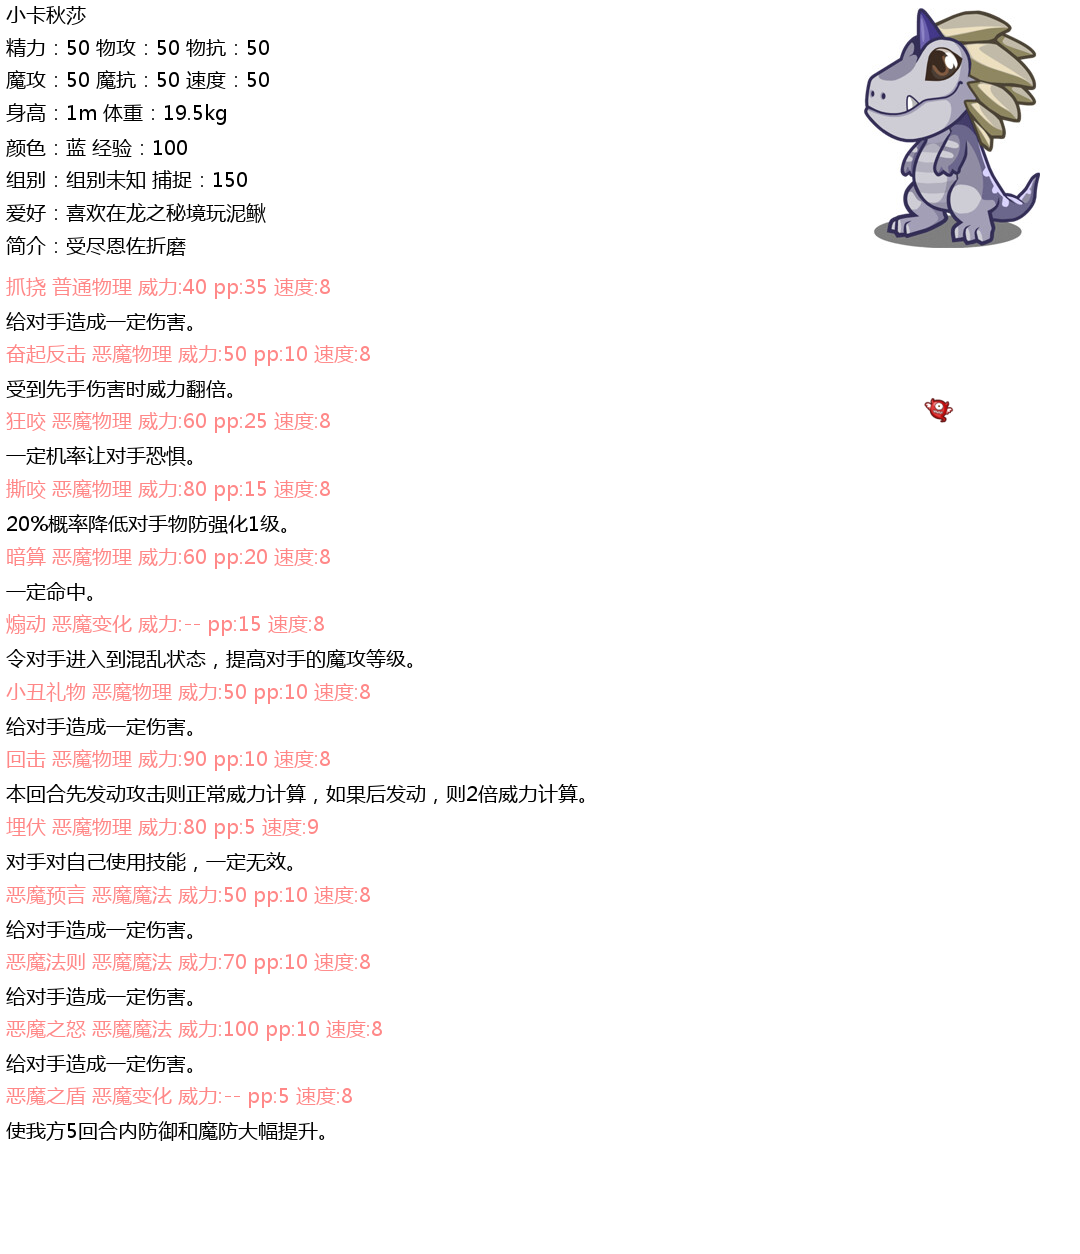 小卡秋莎
精力：50 物攻：50 物抗：50
魔攻：50 魔抗：50 速度：50
身高：1m 体重：19.5kg
颜色：蓝 经验：100
组别：组别未知 捕捉：150
爱好：喜欢在龙之秘境玩泥鳅
简介：受尽恩佐折磨
抓挠 普通物理 威力:40 pp:35 速度:8
给对手造成一定伤害。
奋起反击 恶魔物理 威力:50 pp:10 速度:8
受到先手伤害时威力翻倍。
狂咬 恶魔物理 威力:60 pp:25 速度:8
一定机率让对手恐惧。
撕咬 恶魔物理 威力:80 pp:15 速度:8
20%概率降低对手物防强化1级。
暗算 恶魔物理 威力:60 pp:20 速度:8
一定命中。
煽动 恶魔变化 威力:-- pp:15 速度:8
令对手进入到混乱状态，提高对手的魔攻等级。
小丑礼物 恶魔物理 威力:50 pp:10 速度:8
给对手造成一定伤害。
回击 恶魔物理 威力:90 pp:10 速度:8
本回合先发动攻击则正常威力计算，如果后发动，则2倍威力计算。
埋伏 恶魔物理 威力:80 pp:5 速度:9
对手对自己使用技能，一定无效。
恶魔预言 恶魔魔法 威力:50 pp:10 速度:8
给对手造成一定伤害。
恶魔法则 恶魔魔法 威力:70 pp:10 速度:8
给对手造成一定伤害。
恶魔之怒 恶魔魔法 威力:100 pp:10 速度:8
给对手造成一定伤害。
恶魔之盾 恶魔变化 威力:-- pp:5 速度:8
使我方5回合内防御和魔防大幅提升。